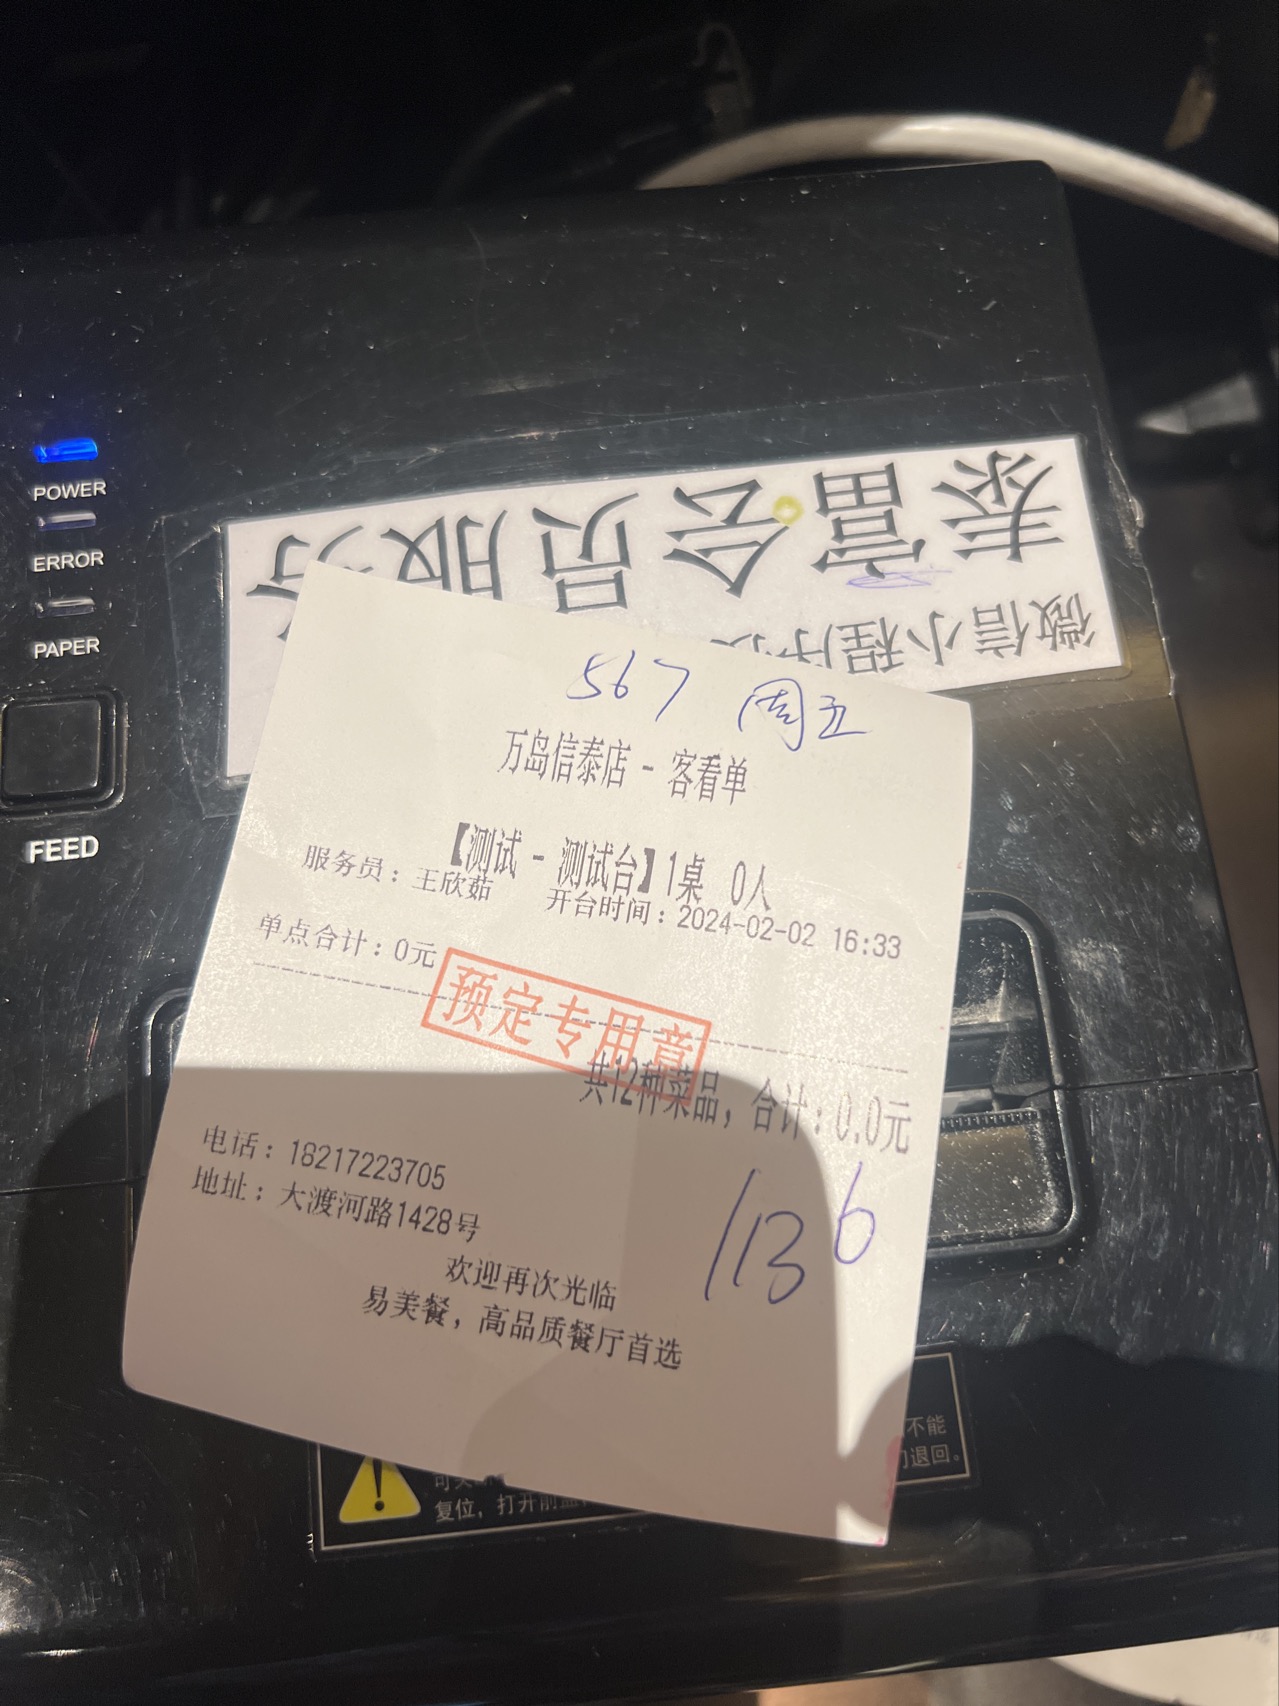 POWER
ERROR
PAPER
FEED
泰富会员服务
微信小程序
567 周五
万岛信泰店 - 客看单
【测试 - 测试台】1桌 0人
服务员：王欣茹 开台时间：2024-02-02 16:33
单点合计：0元
预定专用章
共12种菜品，合计：0.0元
电话：18217223705
地址：大渡河路1428号
1136
欢迎再次光临
易美餐，高品质餐厅首选
不能
退回。
复位，打开前盖